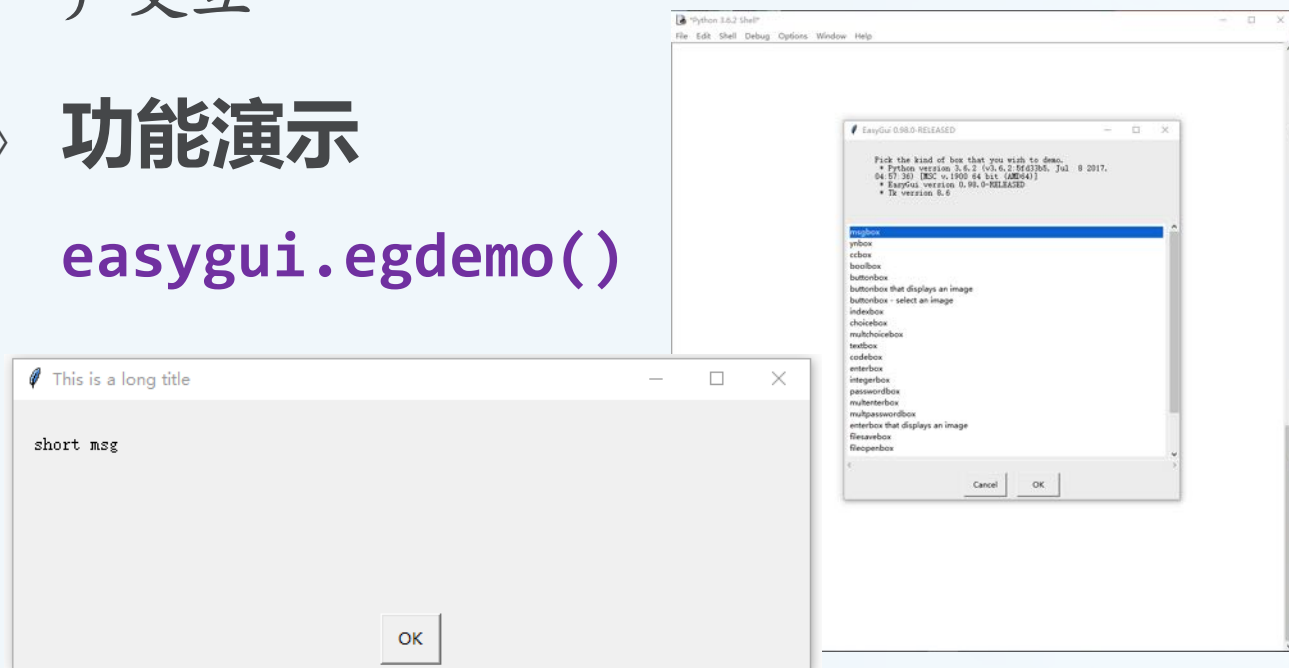 户交互
功能演示
easygui.egdemo()
*Python 3.6.2 Shell*
File Edit Shell Debug Options Window Help
EasyGui 0.98.0-RELEASED
Pick the kind of box that you wish to demo.
* Python version 3.6.2 (v3.6.2:5fd33b5, Jul 8 2017,
04:57:36) [MSC v.1900 64 bit (AMD64)]
* EasyGui version 0.98.0-RELEASED
* Tk version 8.6
msgbox
ynbox
ccbox
boolbox
buttonbox
buttonbox that displays an image
buttonbox - select an image
indexbox
choicebox
multchoicebox
textbox
codebox
enterbox
integerbox
passwordbox
multenterbox
multpasswordbox
enterbox that displays an image
filesavebox
fileopenbox
Cancel OK
This is a long title
short msg
OK